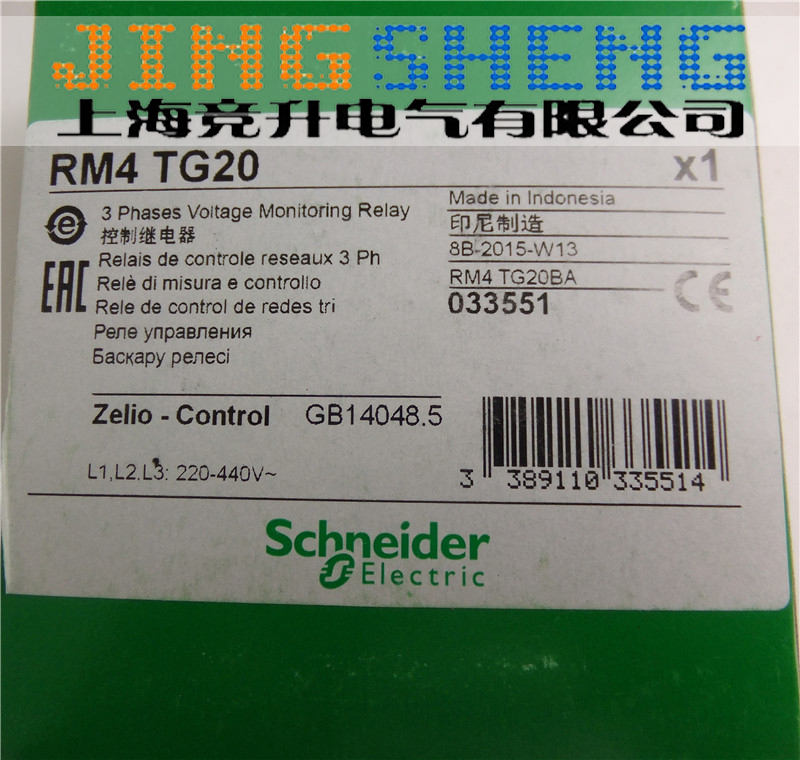 JINGSHENG
上海竞升电气有限公司
RM4 TG20
x1
3 Phases Voltage Monitoring Relay
控制继电器
Relais de controle reseaux 3 Ph
Relè di misura e controllo
Rele de control de redes tri
Реле управления
Басқару релесі
EAC
Made in Indonesia
印尼制造
8B-2015-W13
RM4 TG20BA
033551
CE
Zelio - Control GB14048.5
L1,L2.L3: 220-440V~
3 389110 335514
Schneider
Electric